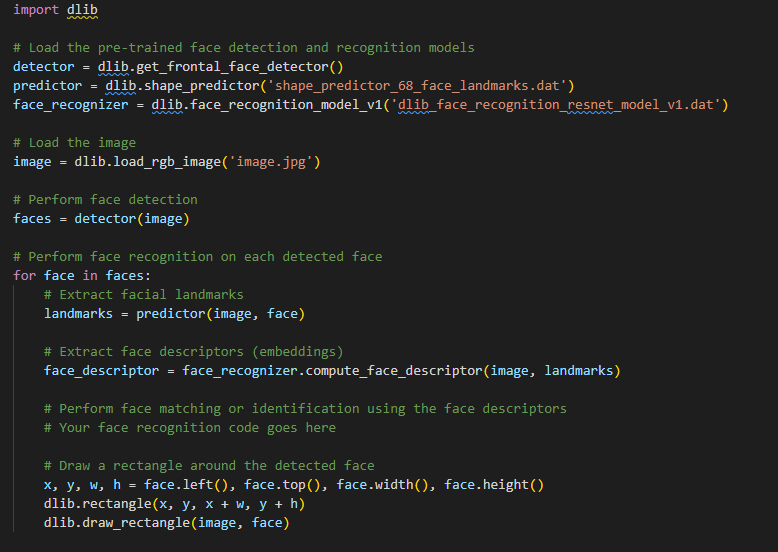 import dlib

# Load the pre-trained face detection and recognition models
detector = dlib.get_frontal_face_detector()
predictor = dlib.shape_predictor('shape_predictor_68_face_landmarks.dat')
face_recognizer = dlib.face_recognition_model_v1('dlib_face_recognition_resnet_model_v1.dat')

# Load the image
image = dlib.load_rgb_image('image.jpg')

# Perform face detection
faces = detector(image)

# Perform face recognition on each detected face
for face in faces:
    # Extract facial landmarks
    landmarks = predictor(image, face)

    # Extract face descriptors (embeddings)
    face_descriptor = face_recognizer.compute_face_descriptor(image, landmarks)

    # Perform face matching or identification using the face descriptors
    # Your face recognition code goes here

    # Draw a rectangle around the detected face
    x, y, w, h = face.left(), face.top(), face.width(), face.height()
    dlib.rectangle(x, y, x + w, y + h)
    dlib.draw_rectangle(image, face)